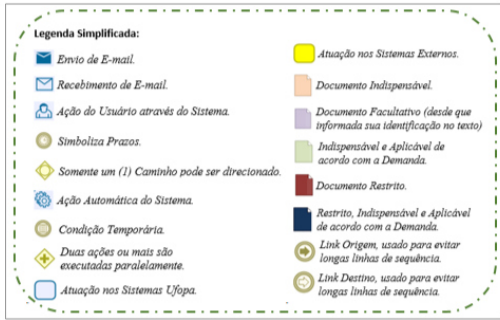 Legenda Simplificada:
Envio de E-mail.
Recebimento de E-mail.
Ação do Usuário através do Sistema.
Simboliza Prazos.
Somente um (1) Caminho pode ser direcionado.
Ação Automática do Sistema.
Condição Temporária.
Duas ações ou mais são
executadas paralelamente.
Atuação nos Sistemas Ufopa.
Atuação nos Sistemas Externos.
Documento Indispensável.
Documento Facultativo (desde que
informada sua identificação no texto)
Indispensável e Aplicável de
acordo com a Demanda.
Documento Restrito.
Restrito, Indispensável e Aplicável
de acordo com a Demanda.
Link Origem, usado para evitar
longas linhas de sequência.
Link Destino, usado para evitar
longas linhas de sequência.